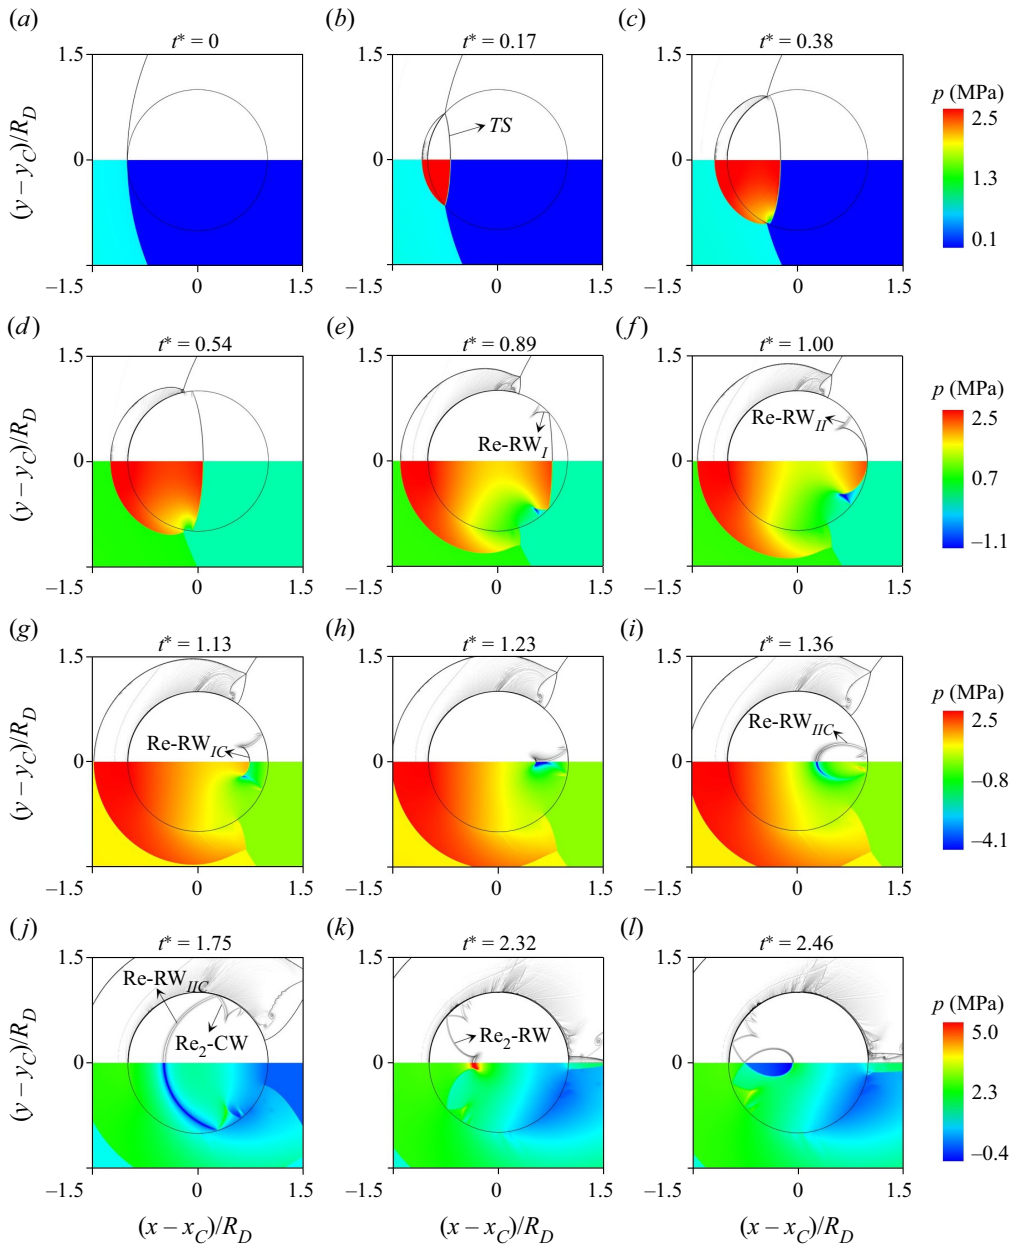 (a) (b) (c)
t* = 0 t* = 0.17 t* = 0.38
1.5 1.5 1.5
p (MPa)
(y – y_C)/R_D
TS
2.5
0 0 0
1.3
0.1
–1.5 0 1.5 –1.5 0 1.5 –1.5 0 1.5
(d) (e) (f)
t* = 0.54 t* = 0.89 t* = 1.00
1.5 1.5 1.5
p (MPa)
(y – y_C)/R_D
Re-RW_I Re-RW_II
2.5
0 0 0
0.7
–1.1
–1.5 0 1.5 –1.5 0 1.5 –1.5 0 1.5
(g) (h) (i)
t* = 1.13 t* = 1.23 t* = 1.36
1.5 1.5 1.5
p (MPa)
(y – y_C)/R_D
Re-RW_IC Re-RW_IIC
2.5
0 0 0
–0.8
–4.1
–1.5 0 1.5 –1.5 0 1.5 –1.5 0 1.5
(j) (k) (l)
t* = 1.75 t* = 2.32 t* = 2.46
1.5 1.5 1.5
p (MPa)
(y – y_C)/R_D
Re-RW_IIC
Re₂-CW Re₂-RW
5.0
0 0 0
2.3
–0.4
–1.5 0 1.5 –1.5 0 1.5 –1.5 0 1.5
(x – x_C)/R_D (x – x_C)/R_D (x – x_C)/R_D